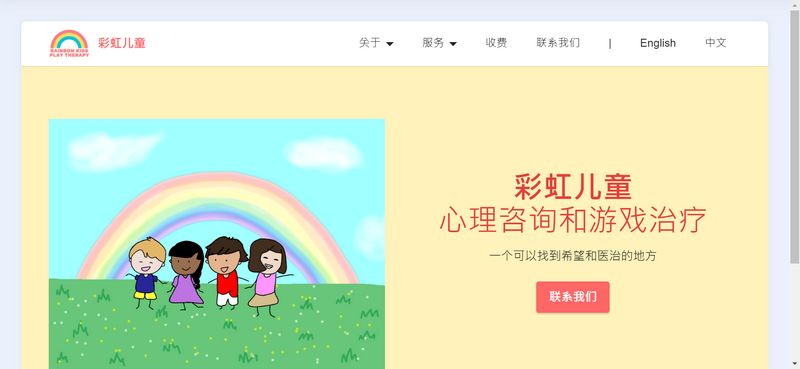 RAINBOW KIDS
PLAY THERAPY
彩虹儿童
关于
服务
收费
联系我们
|
English
中文
彩虹儿童
心理咨询和游戏治疗
一个可以找到希望和医治的地方
联系我们